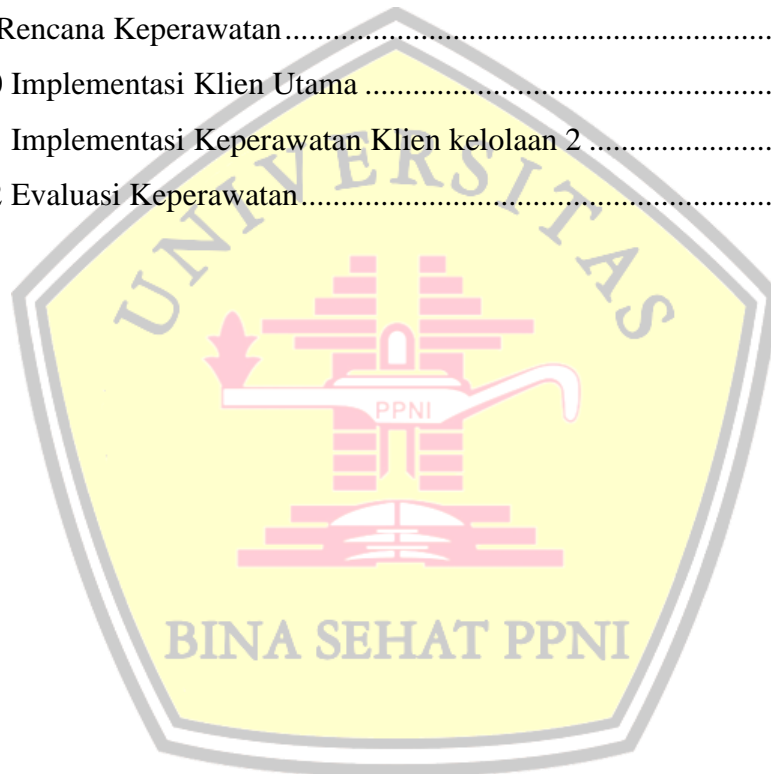 Rencana Keperawatan................................................................
Implementasi Klien Utama ......................................................
Implementasi Keperawatan Klien kelolaan 2 .........................
Evaluasi Keperawatan.............................................................
UNIVERSITAS
PPNI
BINA SEHAT PPNI